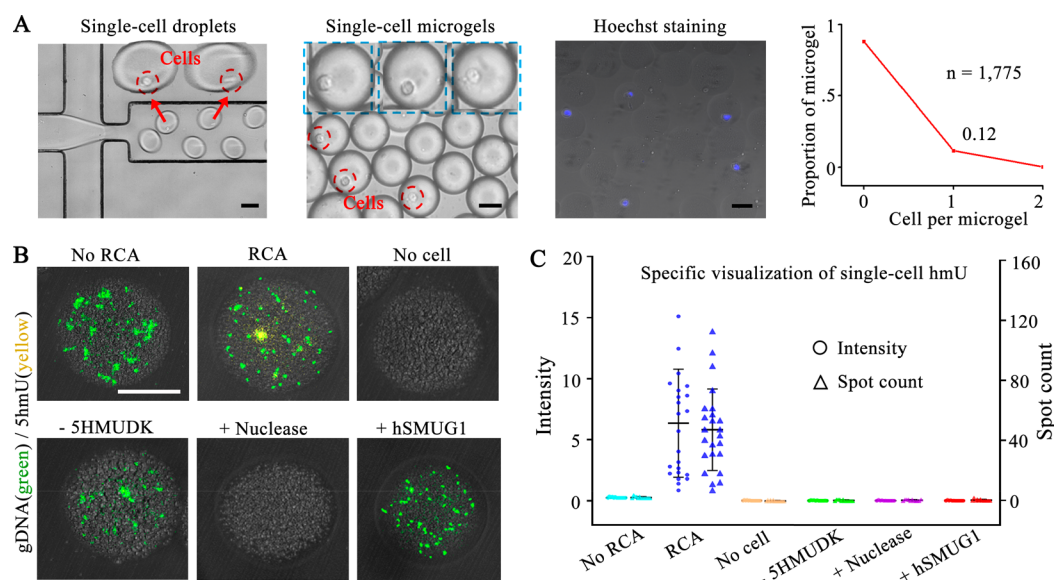 A
Single-cell droplets
Single-cell microgels
Hoechst staining
Cells
Cells
Proportion of microgel
1
.5
0
n = 1,775
0.12
0
1
2
Cell per microgel
B
No RCA
RCA
No cell
- 5HMUDK
+ Nuclease
+ hSMUG1
gDNA(green) / 5hmU(yellow)
C
Specific visualization of single-cell hmU
Intensity
20
15
10
5
0
Intensity
Spot count
160
120
80
40
0
Spot count
No RCA
RCA
No cell
- 5HMUDK
+ Nuclease
+ hSMUG1